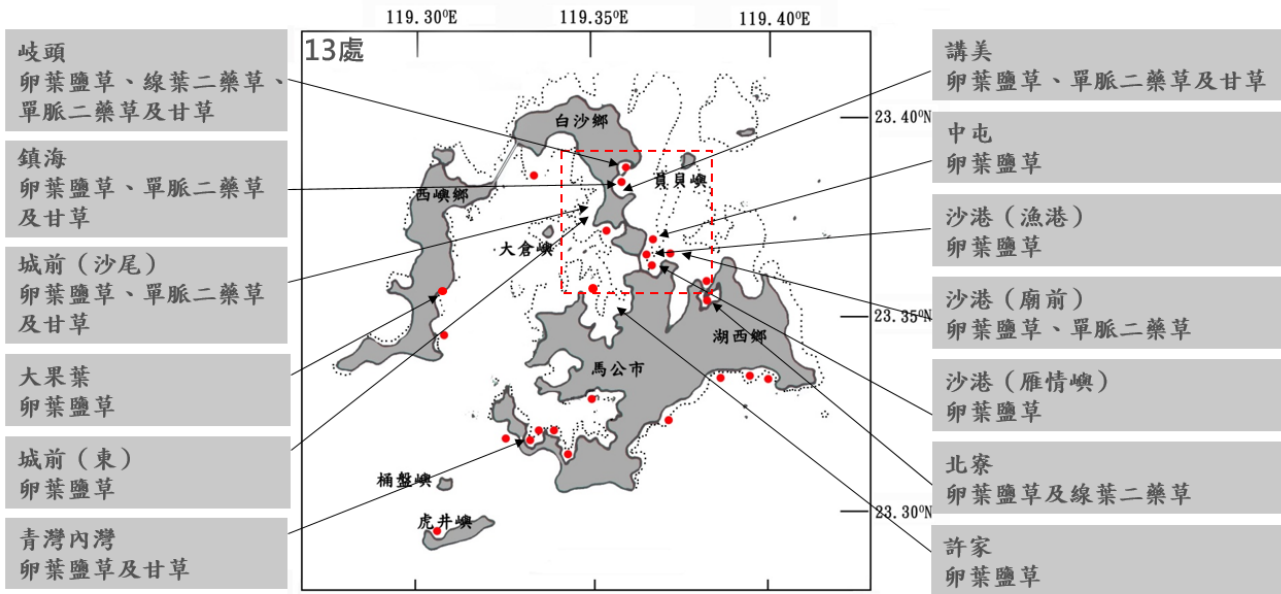 119.30⁰E
119.35⁰E
119.40⁰E
13處
岐頭
卵葉鹽草、線葉二藥草、
單脈二藥草及甘草
鎮海
卵葉鹽草、單脈二藥草
及甘草
城前（沙尾）
卵葉鹽草、單脈二藥草
及甘草
大果葉
卵葉鹽草
城前（東）
卵葉鹽草
青灣內灣
卵葉鹽草及甘草
白沙鄉
西嶼鄉
員貝嶼
大倉嶼
湖西鄉
馬公市
桶盤嶼
虎井嶼
23.40⁰N
23.35⁰N
23.30⁰N
講美
卵葉鹽草、單脈二藥草及甘草
中屯
卵葉鹽草
沙港（漁港）
卵葉鹽草
沙港（廟前）
卵葉鹽草、單脈二藥草
沙港（雁情嶼）
卵葉鹽草
北寮
卵葉鹽草及線葉二藥草
許家
卵葉鹽草